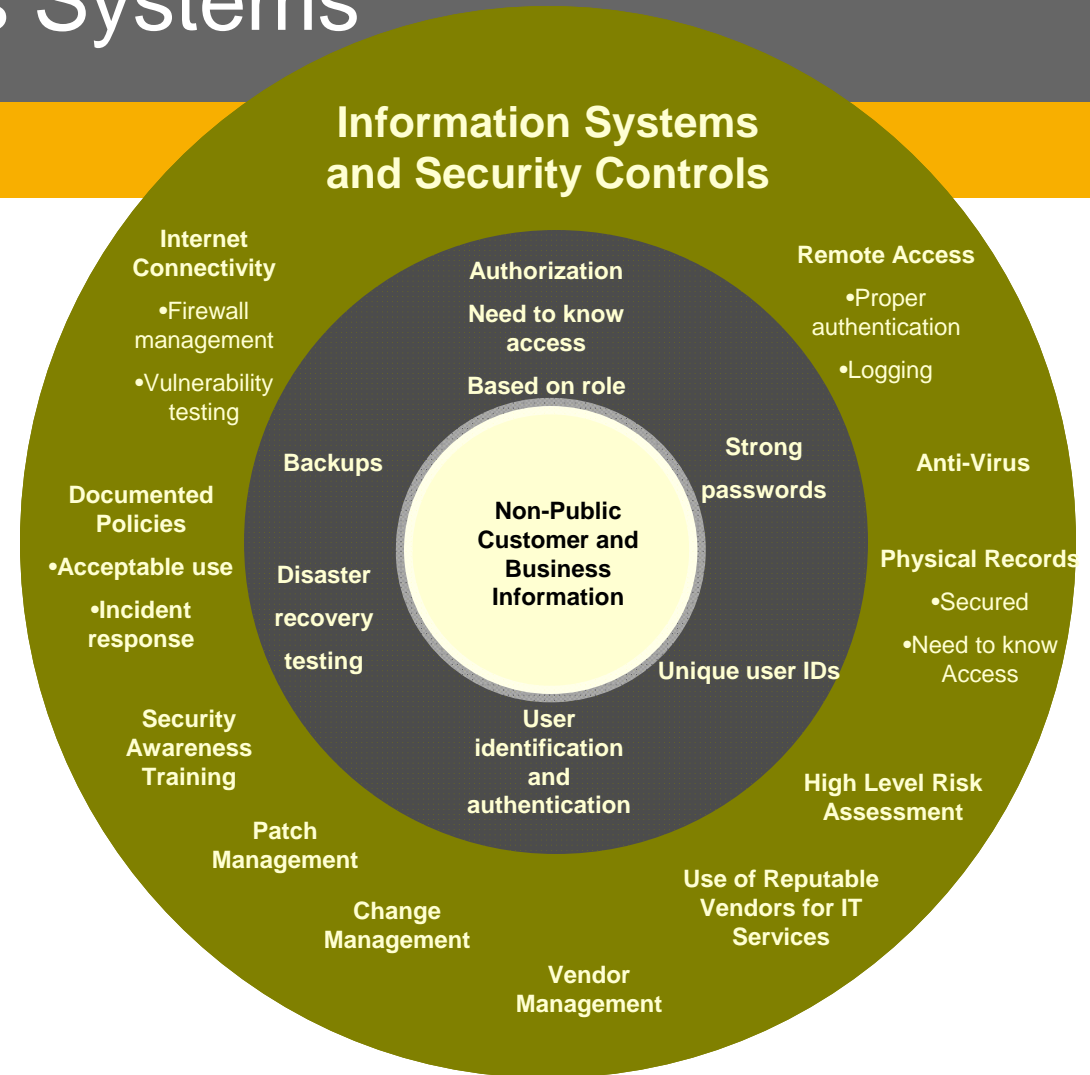 Systems
Information Systems
and Security Controls
Internet
Connectivity
•Firewall
management
•Vulnerability
testing
Documented
Policies
•Acceptable use
•Incident
response
Security
Awareness
Training
Patch
Management
Change
Management
Vendor
Management
Use of Reputable
Vendors for IT
Services
High Level Risk
Assessment
Physical Records
•Secured
•Need to know
Access
Anti-Virus
Remote Access
•Proper
authentication
•Logging
Authorization
Need to know
access
Based on role
Strong
passwords
Unique user IDs
User
identification
and
authentication
Disaster
recovery
testing
Backups
Non-Public
Customer and
Business
Information